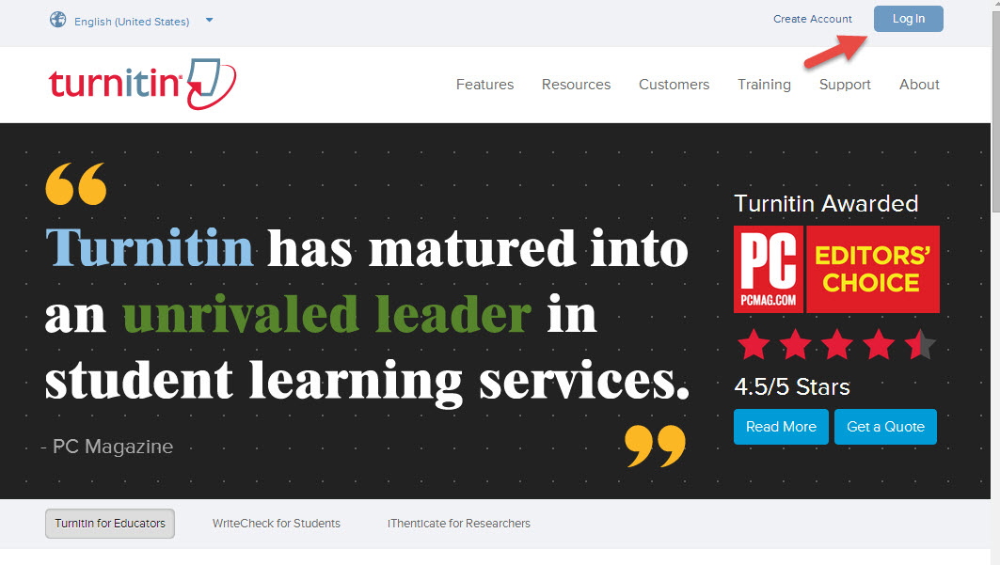 English (United States)
Create Account
Log In
turnitin
Features Resources Customers Training Support About
“
Turnitin has matured into
an unrivaled leader in
student learning services.
”
- PC Magazine
Turnitin Awarded
PC
PCMAG.COM
EDITORS’
CHOICE
4.5/5 Stars
Read More
Get a Quote
Turnitin for Educators
WriteCheck for Students
iThenticate for Researchers